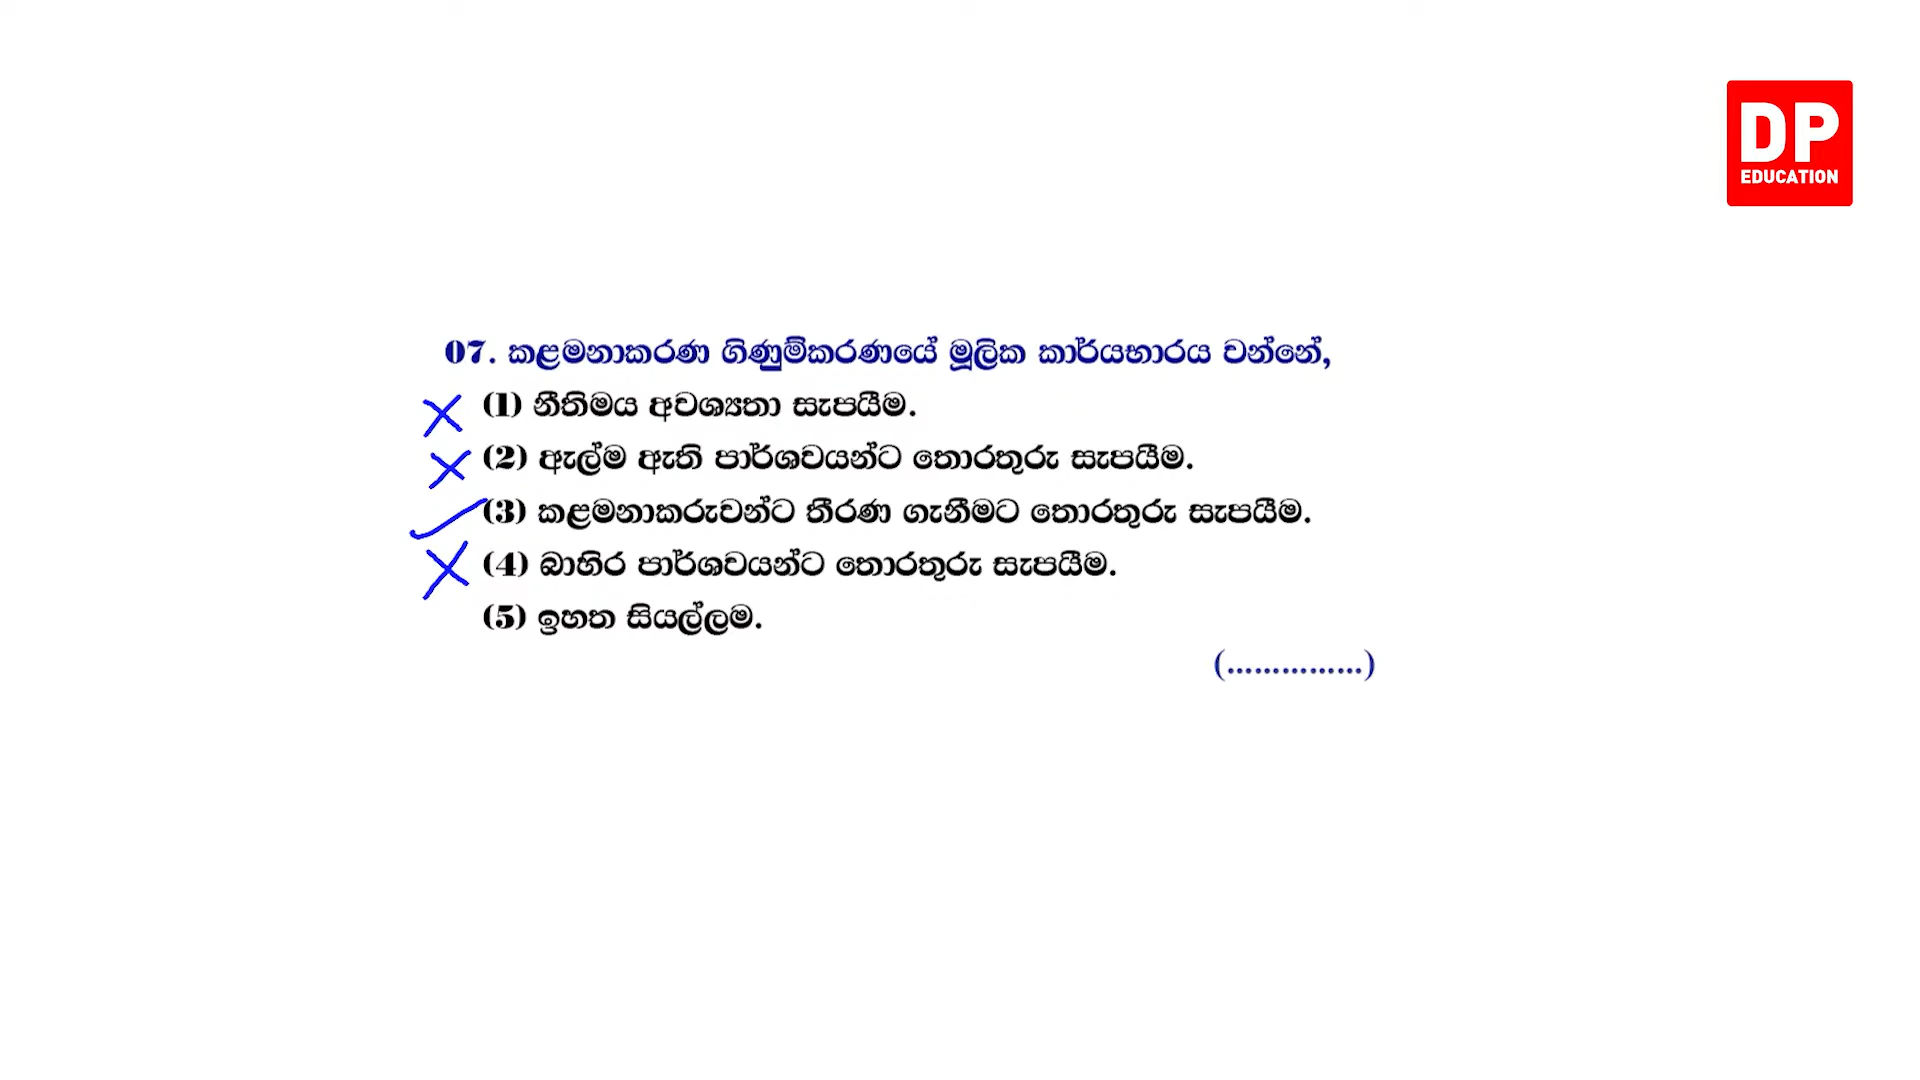 DP
EDUCATION
07. කළමනාකරණ ගිණුම්කරණයේ මූලික කාර්යභාරය වන්නේ,
(1) නීතිමය අවශ්‍යතා සැපයීම.
(2) ඇල්ම ඇති පාර්ශවයන්ට තොරතුරු සැපයීම.
(3) කළමනාකරුවන්ට තීරණ ගැනීමට තොරතුරු සැපයීම.
(4) බාහිර පාර්ශවයන්ට තොරතුරු සැපයීම.
(5) ඉහත සියල්ලම.
(...............)